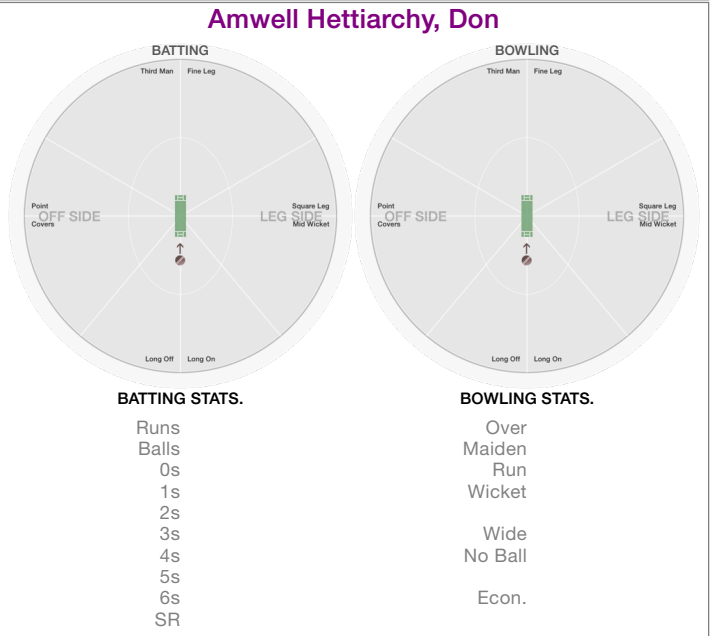 Amwell Hettiarchy, Don
BATTING
Third Man Fine Leg
Point
OFF SIDE
Covers
Square Leg
LEG SIDE
Mid Wicket
Long Off Long On
BATTING STATS.
Runs
Balls
0s
1s
2s
3s
4s
5s
6s
SR
BOWLING
Third Man Fine Leg
Point
OFF SIDE
Covers
Square Leg
LEG SIDE
Mid Wicket
Long Off Long On
BOWLING STATS.
Over
Maiden
Run
Wicket
Wide
No Ball
Econ.